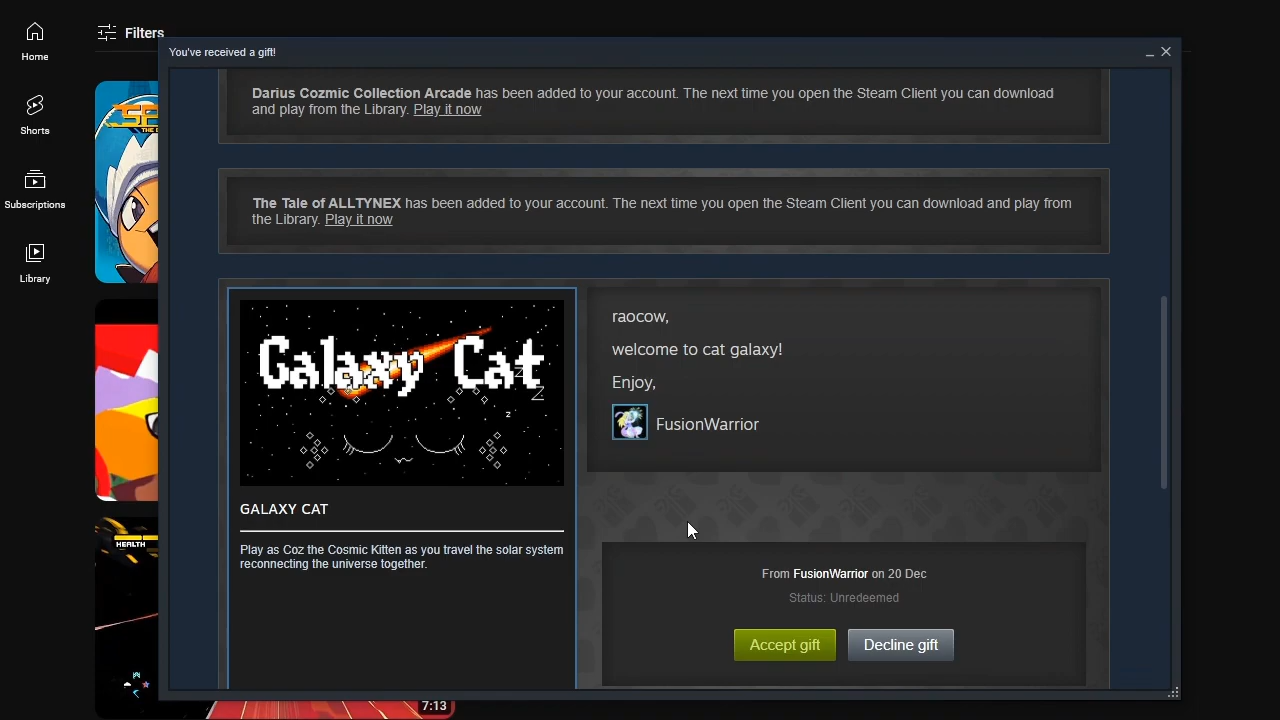 Home
Shorts
Subscriptions
Library
Filters
HEALTH
7:13
You've received a gift!
Darius Cozmic Collection Arcade has been added to your account. The next time you open the Steam Client you can download
and play from the Library. Play it now
The Tale of ALLTYNEX has been added to your account. The next time you open the Steam Client you can download and play from
the Library. Play it now
Galaxy Cat
z
z
z
GALAXY CAT
Play as Coz the Cosmic Kitten as you travel the solar system
reconnecting the universe together.
raocow,
welcome to cat galaxy!
Enjoy,
FusionWarrior
From FusionWarrior on 20 Dec
Status: Unredeemed
Accept gift
Decline gift